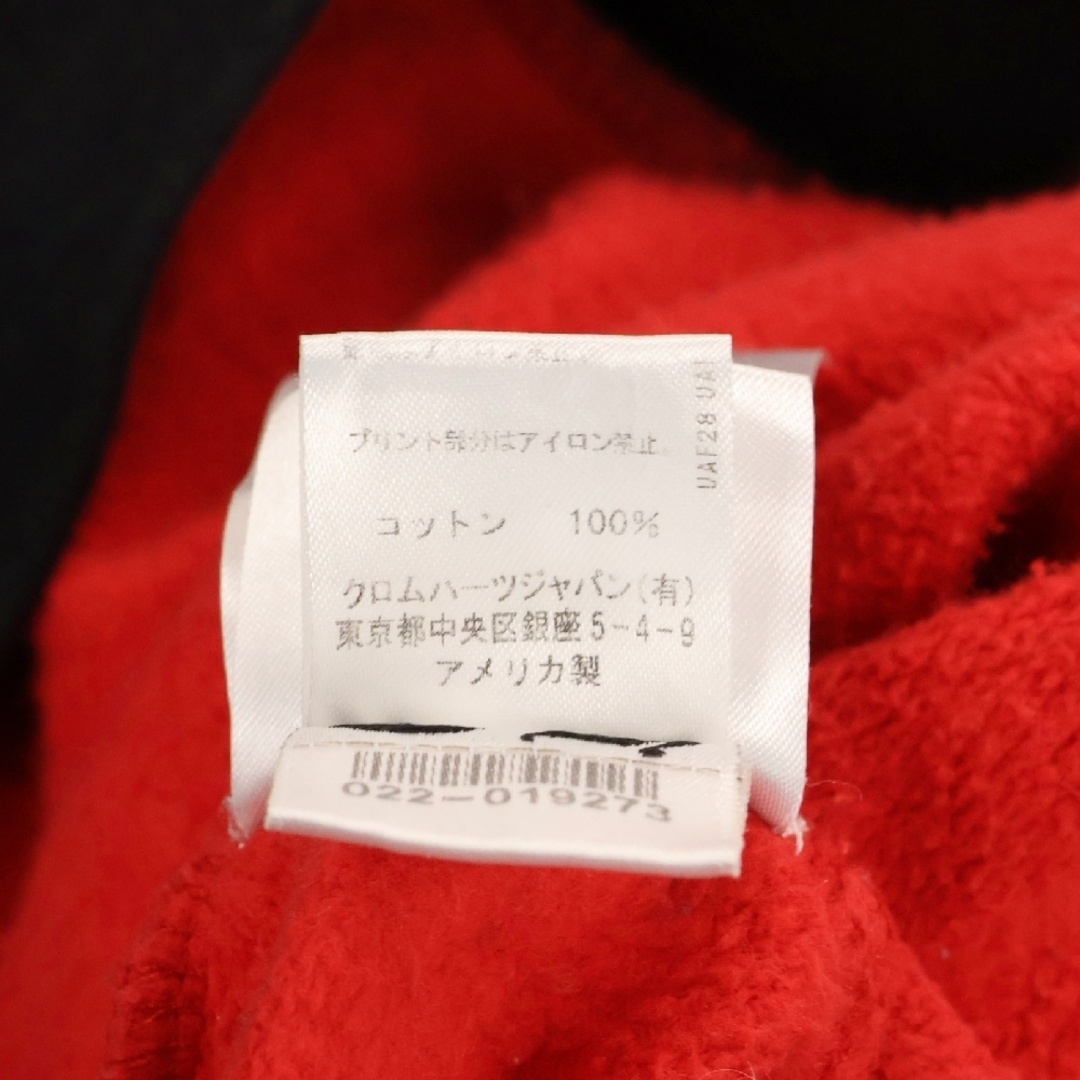 プリント部分はアイロン禁止
UAF28 UA
コットン 100%
クロムハーツジャパン(有)
東京都中央区銀座5-4-9
アメリカ製
022-019273